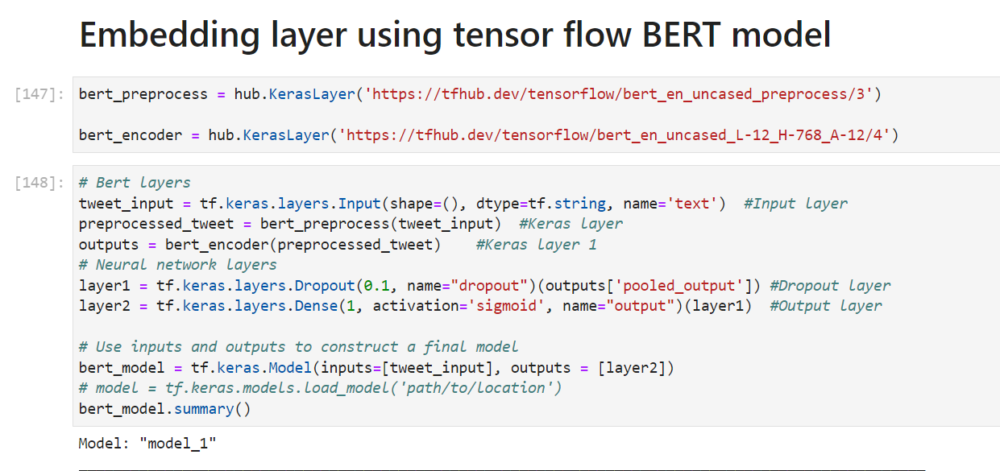 Embedding layer using tensor flow BERT model
[147]: bert_preprocess = hub.KerasLayer('https://tfhub.dev/tensorflow/bert_en_uncased_preprocess/3')
bert_encoder = hub.KerasLayer('https://tfhub.dev/tensorflow/bert_en_uncased_L-12_H-768_A-12/4')
[148]: # Bert layers
tweet_input = tf.keras.layers.Input(shape=(), dtype=tf.string, name='text')  #Input layer
preprocessed_tweet = bert_preprocess(tweet_input)  #Keras layer
outputs = bert_encoder(preprocessed_tweet)    #Keras layer 1
# Neural network layers
layer1 = tf.keras.layers.Dropout(0.1, name="dropout")(outputs['pooled_output']) #Dropout layer
layer2 = tf.keras.layers.Dense(1, activation='sigmoid', name="output")(layer1)  #Output layer
# Use inputs and outputs to construct a final model
bert_model = tf.keras.Model(inputs=[tweet_input], outputs = [layer2])
# model = tf.keras.models.load_model('path/to/location')
bert_model.summary()
Model: "model_1"